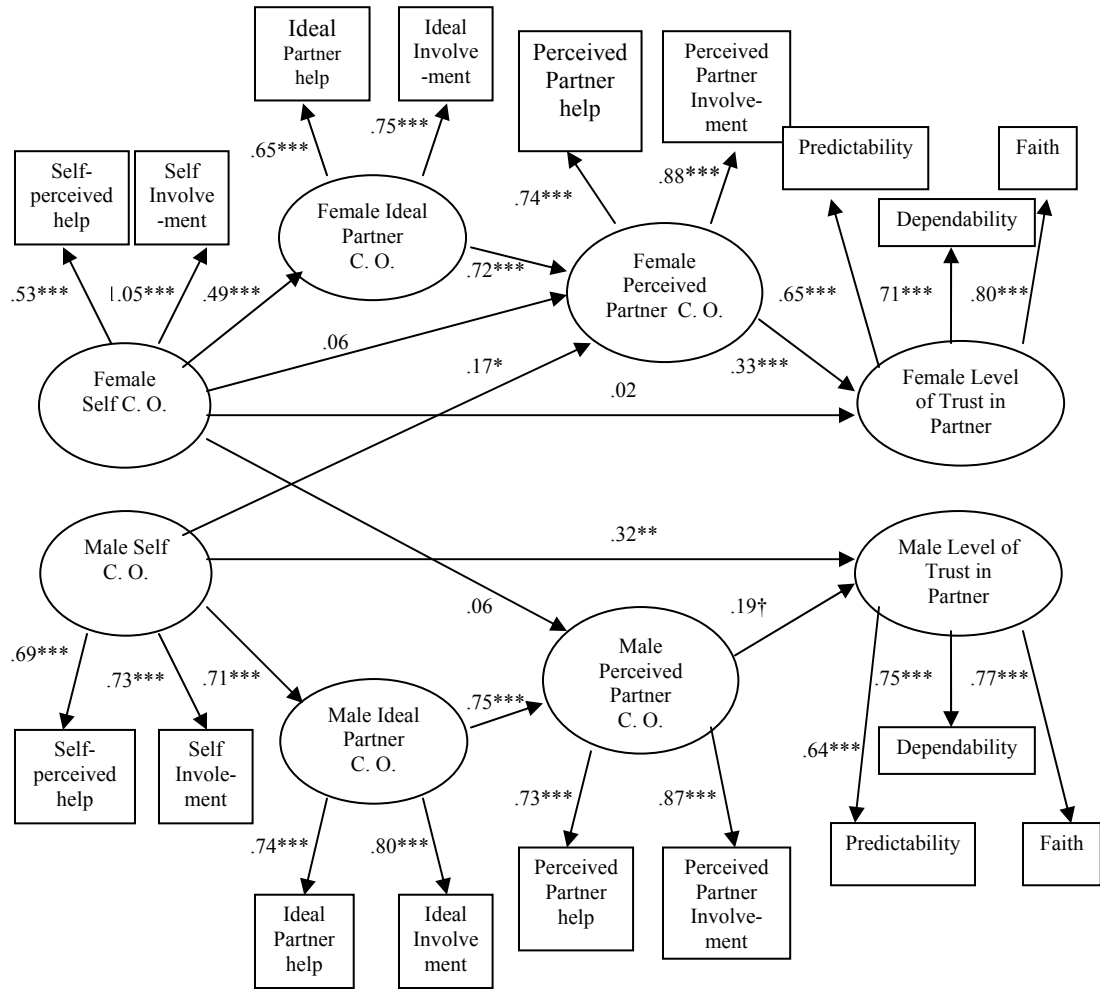 Ideal
Partner
help
Ideal
Involve
-ment
Perceived
Partner
help
Perceived
Partner
Involve-
ment
Predictability
Faith
Self-
perceived
help
Self
Involve
-ment
.65***
.75***
Female Ideal
Partner
C. O.
.74***
.88***
Dependability
Female
Perceived
Partner C. O.
.53***
1.05***
.49***
.72***
.65***
71***
.80***
.06
.17*
.33***
Female
Self C. O.
.02
Female Level
of Trust in
Partner
Male Self
C. O.
.32**
Male Level of
Trust in
Partner
.06
.19†
Male
Perceived
Partner
C. O.
.69***
.73***
.71***
.75***
.75***
.77***
Male Ideal
Partner
C. O.
Self-
perceived
help
Self
Invole-
ment
.64***
Dependability
.73***
.87***
.74***
.80***
Predictability
Faith
Perceived
Partner
help
Perceived
Partner
Involve-
ment
Ideal
Partner
help
Ideal
Involve
ment